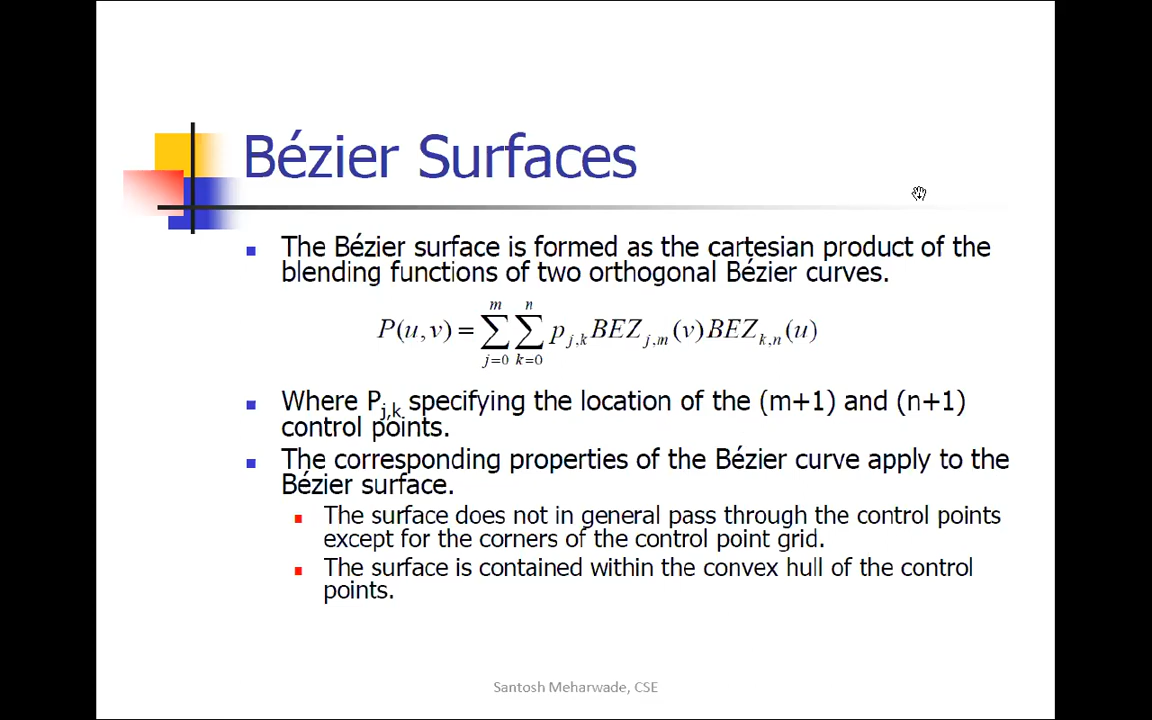 Bézier Surfaces
The Bézier surface is formed as the cartesian product of the
blending functions of two orthogonal Bézier curves.
P(u,v) = \sum_{j=0}^{m} \sum_{k=0}^{n} p_{j,k} BEZ_{j,m}(v) BEZ_{k,n}(u)
Where P_{j,k} specifying the location of the (m+1) and (n+1)
control points.
The corresponding properties of the Bézier curve apply to the
Bézier surface.
The surface does not in general pass through the control points
except for the corners of the control point grid.
The surface is contained within the convex hull of the control
points.
Santosh Meharwade, CSE